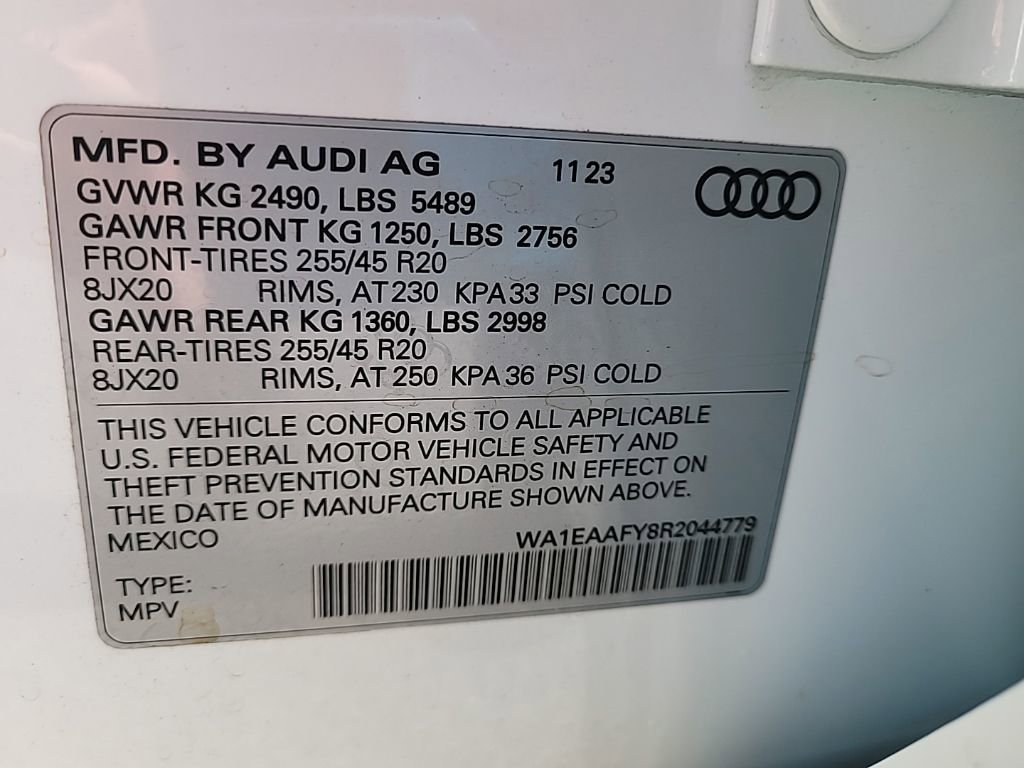 MFD. BY AUDI AG 11 23
GVWR KG 2490, LBS 5489
GAWR FRONT KG 1250, LBS 2756
FRONT-TIRES 255/45 R20
8JX20 RIMS, AT 230 KPA 33 PSI COLD
GAWR REAR KG 1360, LBS 2998
REAR-TIRES 255/45 R20
8JX20 RIMS, AT 250 KPA 36 PSI COLD
THIS VEHICLE CONFORMS TO ALL APPLICABLE
U.S. FEDERAL MOTOR VEHICLE SAFETY AND
THEFT PREVENTION STANDARDS IN EFFECT ON
THE DATE OF MANUFACTURE SHOWN ABOVE.
MEXICO WA1EAAFY8R2044779
TYPE:
MPV